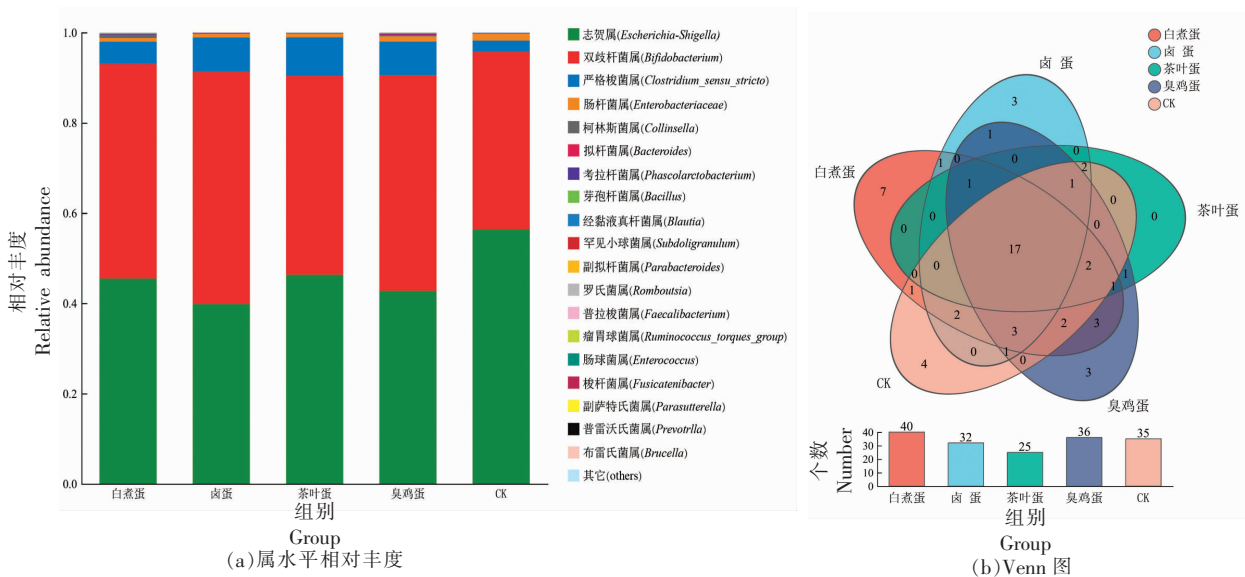 相对丰度
Relative abundance
1.0
0.8
0.6
0.4
0.2
0.0
白煮蛋
卤蛋
茶叶蛋
臭鸡蛋
CK
组别
Group
(a)属水平相对丰度
志贺属(Escherichia-Shigella)
双歧杆菌属(Bifidobacterium)
严格梭菌属(Clostridium_sensu_stricto)
肠杆菌属(Enterobacteriaceae)
柯林斯菌属(Collinsella)
拟杆菌属(Bacteroides)
考拉杆菌属(Phascolarctobacterium)
芽孢杆菌属(Bacillus)
经黏液真杆菌属(Blautia)
罕见小球菌属(Subdoligranulum)
副拟杆菌属(Parabacteroides)
罗氏菌属(Romboutsia)
普拉梭菌属(Faecalibacterium)
瘤胃球菌属(Ruminococcus_torques_group)
肠球菌属(Enterococcus)
梭杆菌属(Fusicatenibacter)
副萨特氏菌属(Parasutterella)
普雷沃氏菌属(Prevotrlla)
布雷氏菌属(Brucella)
其它(others)
白煮蛋
卤 蛋
茶叶蛋
臭鸡蛋
CK
卤 蛋
白煮蛋
茶叶蛋
CK
臭鸡蛋
3
1
0
1
0
0
2
7
1
1
0
0
0
0
0
17
0
0
2
1
0
1
1
2
3
2
3
4
0
1
0
3
个数
Number
40
30
20
10
0
40
32
25
36
35
白煮蛋
卤 蛋
茶叶蛋
臭鸡蛋
CK
组别
Group
(b)Venn 图